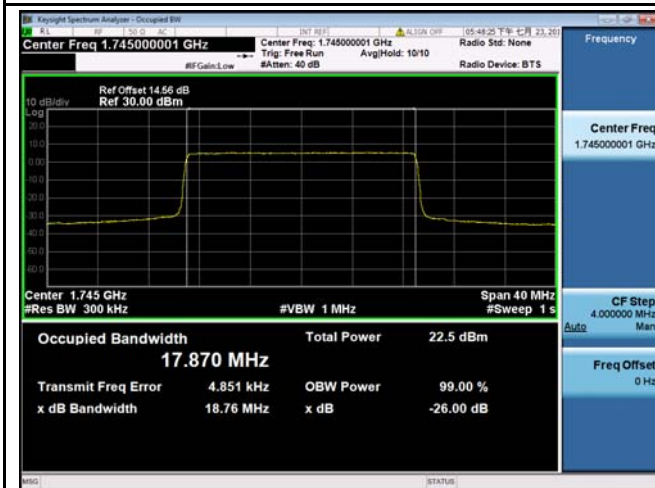 Keysight Spectrum Analyzer - Occupied BW
RL RF 50 Ω AC INT REF ALIGN OFF 05:48:25 下午 七月 23, 201
Center Freq 1.745000001 GHz
Center Freq: 1.745000001 GHz
Radio Std: None
Trig: Free Run Avg|Hold: 10/10
#IFGain:Low #Atten: 40 dB Radio Device: BTS
Frequency
Ref Offset 14.56 dB
10 dB/div Ref 30.00 dBm
Log
20.0
10.0
0.00
-10.0
-20.0
-30.0
-40.0
-50.0
-60.0
Center Freq
1.745000001 GHz
Center 1.745 GHz Span 40 MHz
#Res BW 300 kHz #VBW 1 MHz #Sweep 1 s
CF Step
4.000000 MHz
Auto Man
Occupied Bandwidth Total Power 22.5 dBm
17.870 MHz
Transmit Freq Error 4.851 kHz OBW Power 99.00 %
x dB Bandwidth 18.76 MHz x dB -26.00 dB
Freq Offset
0 Hz
MSG STATUS